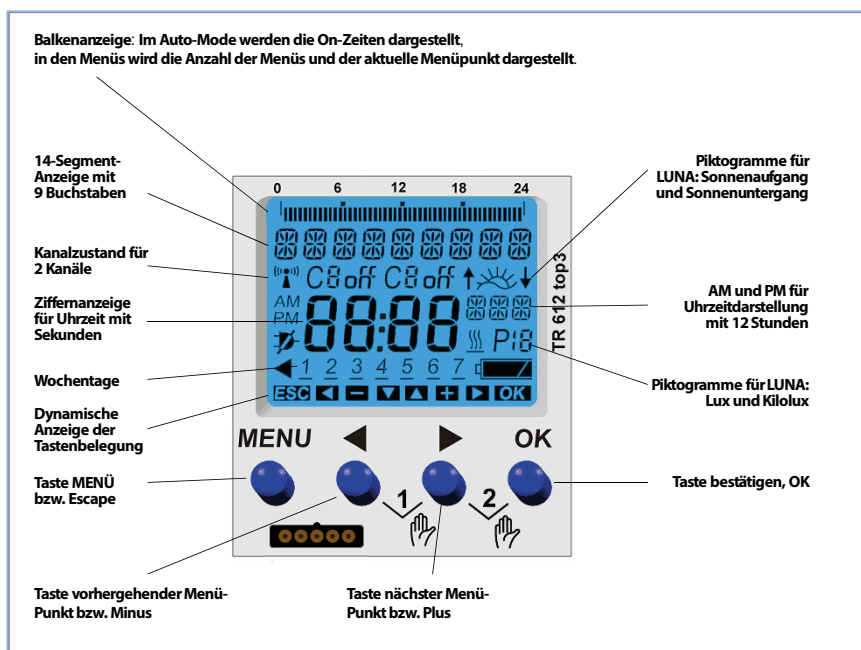 Balkenanzeige: Im Auto-Mode werden die On-Zeiten dargestellt,
in den Menüs wird die Anzahl der Menüs und der aktuelle Menüpunkt dargestellt.
14-Segment-
Anzeige mit
9 Buchstaben
Kanalzustand für
2 Kanäle
Ziffernanzeige
für Uhrzeit mit
Sekunden
Wochentage
Dynamische
Anzeige der
Tastenbelegung
Taste MENÜ
bzw. Escape
0 6 12 18 24
C8 off C8 off
AM
PM
88:88
P18
1 2 3 4 5 6 7
ESC OK
TR 612 top3
MENU OK
1 2
Piktogramme für
LUNA: Sonnenaufgang
und Sonnenuntergang
AM und PM für
Uhrzeitdarstellung
mit 12 Stunden
Piktogramme für LUNA:
Lux und Kilolux
Taste bestätigen, OK
Taste vorhergehender Menü-
Punkt bzw. Minus
Taste nächster Menü-
Punkt bzw. Plus